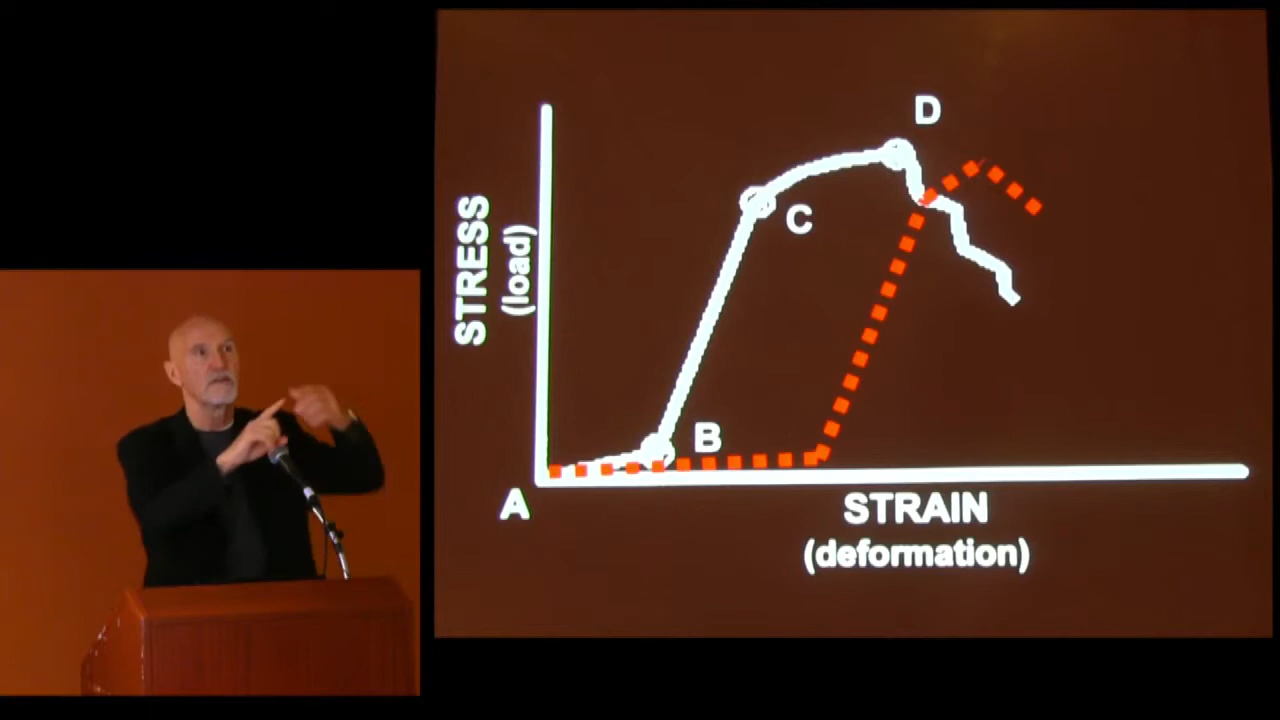 D
C
STRESS
(load)
B
A
STRAIN
(deformation)